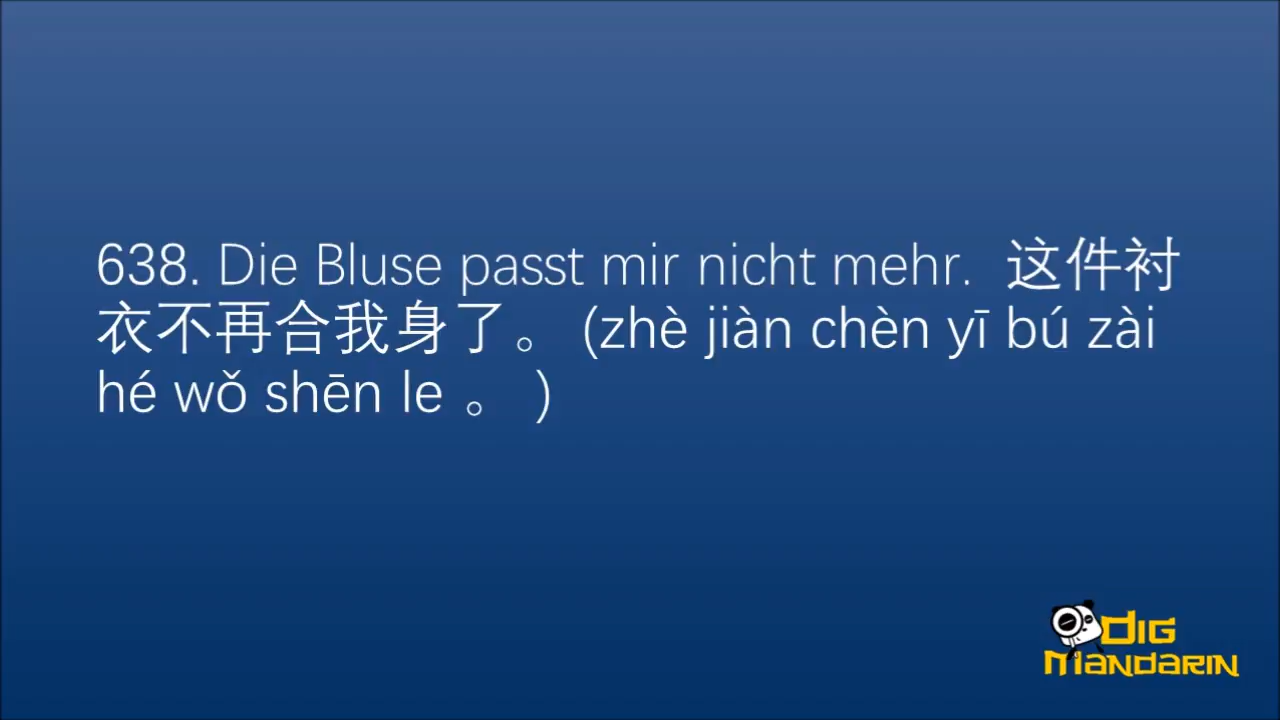 638. Die Bluse passt mir nicht mehr. 这件衬
衣不再合我身了。 (zhè jiàn chèn yī bú zài
hé wǒ shēn le 。 )
DIG
MANDARIN